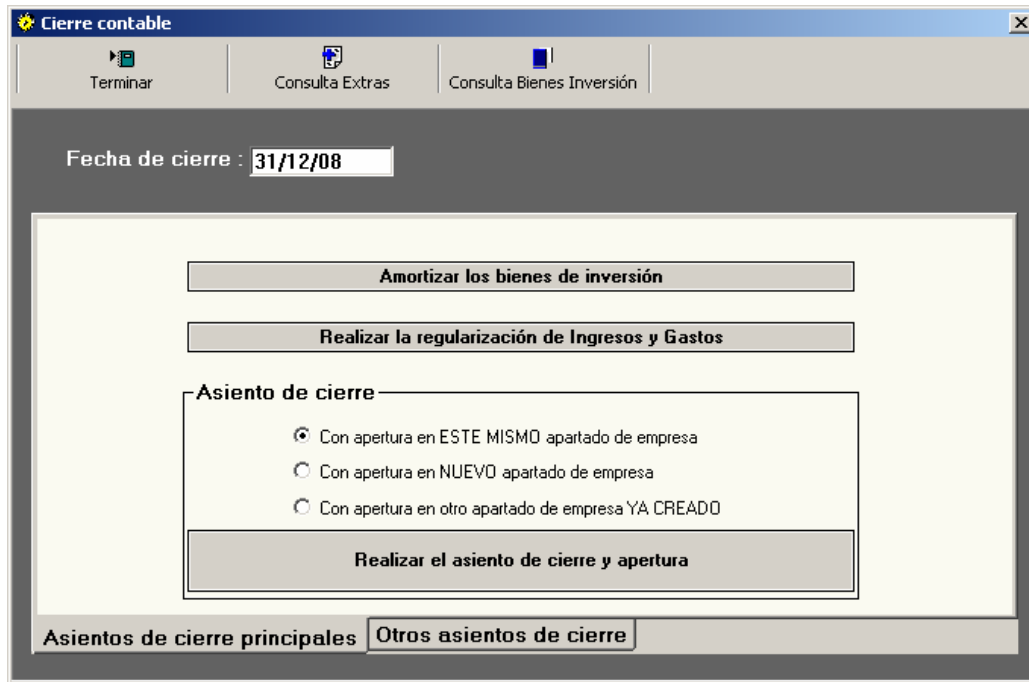 Cierre contable
Terminar
Consulta Extras
Consulta Bienes Inversión
Fecha de cierre : 31/12/08
Amortizar los bienes de inversión
Realizar la regularización de Ingresos y Gastos
Asiento de cierre
Con apertura en ESTE MISMO apartado de empresa
Con apertura en NUEVO apartado de empresa
Con apertura en otro apartado de empresa YA CREADO
Realizar el asiento de cierre y apertura
Asientos de cierre principales
Otros asientos de cierre